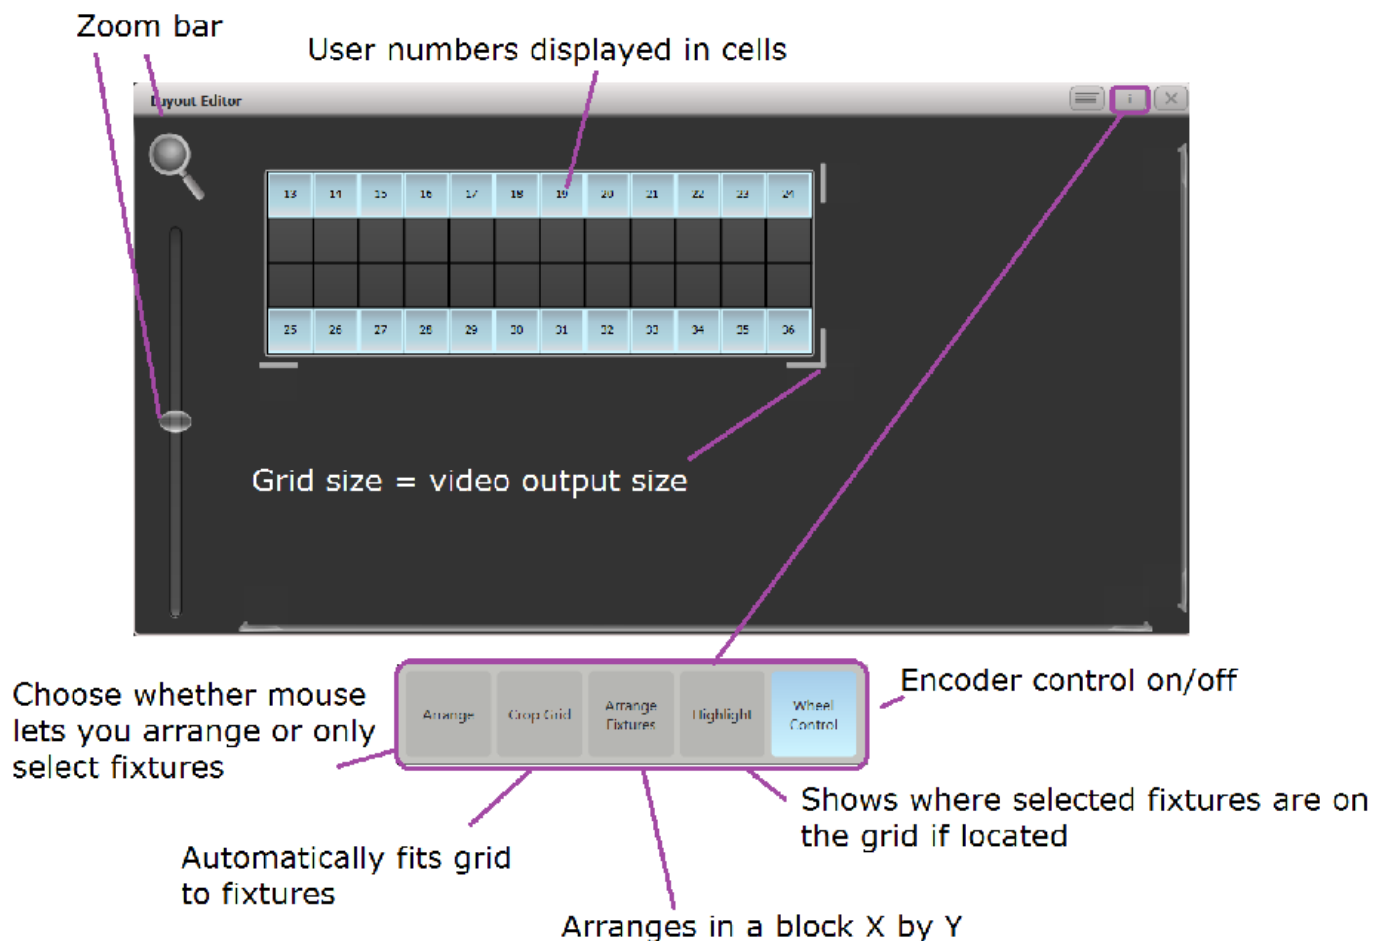 Zoom bar
User numbers displayed in cells
Layout Editor
i
13 14 15 16 17 18 19 20 21 22 23 24
25 26 27 28 29 30 31 32 33 34 35 36
Grid size = video output size
Choose whether mouse
lets you arrange or only
select fixtures
Arrange
Crop Grid
Arrange
Fixtures
Highlight
Wheel
Control
Encoder control on/off
Shows where selected fixtures are on
the grid if located
Automatically fits grid
to fixtures
Arranges in a block X by Y